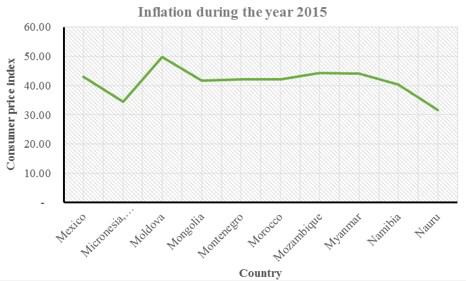 Inflation during the year 2015
Consumer price index
60.00
50.00
40.00
30.00
20.00
10.00
-
Mexico
Micronesia,...
Moldova
Mongolia
Montenegro
Morocco
Mozambique
Myanmar
Namibia
Nauru
Country